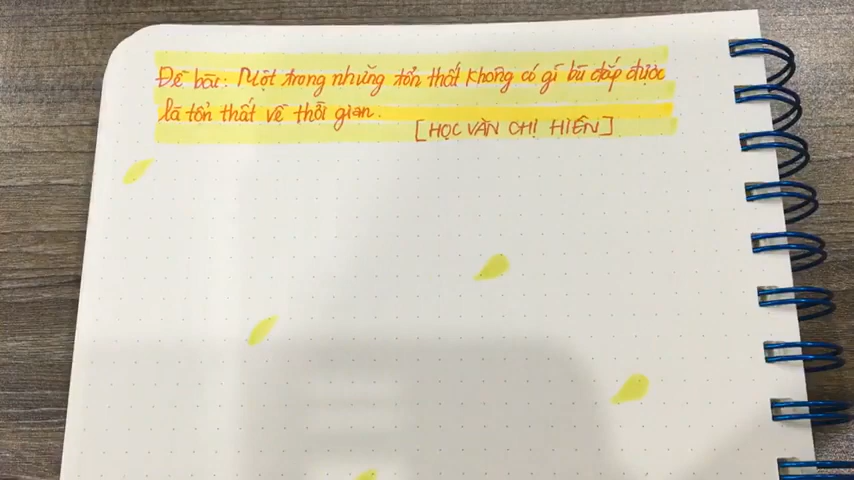 Đề bài: Một trong những tổn thất không có gì bù đắp được
là tổn thất về thời gian.
[HỌC VĂN CHỊ HIÊN]